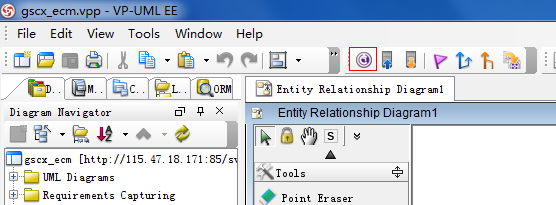 gscx_ecm.vpp - VP-UML EE
File Edit View Tools Window Help
D... M... C... L... ORM
Entity Relationship Diagram1
Diagram Navigator
Entity Relationship Diagram1
S
gscx_ecm [http://115.47.18.171:85/sv
Tools
UML Diagrams
Requirements Capturing
Point Eraser